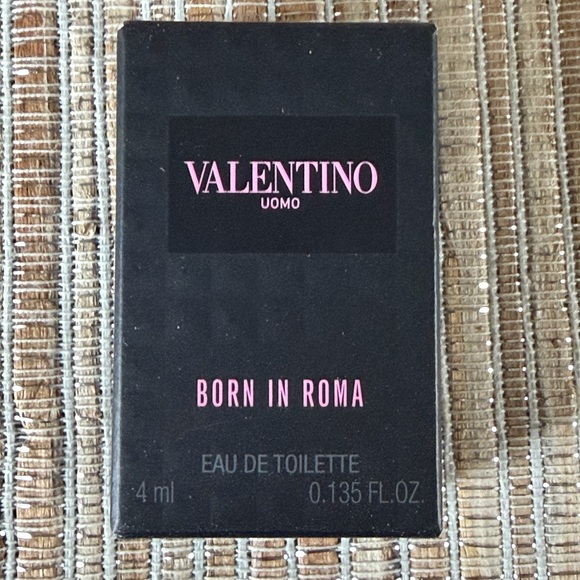 VALENTINO
UOMO
BORN IN ROMA
EAU DE TOILETTE
4 ml 0.135 FL.OZ.